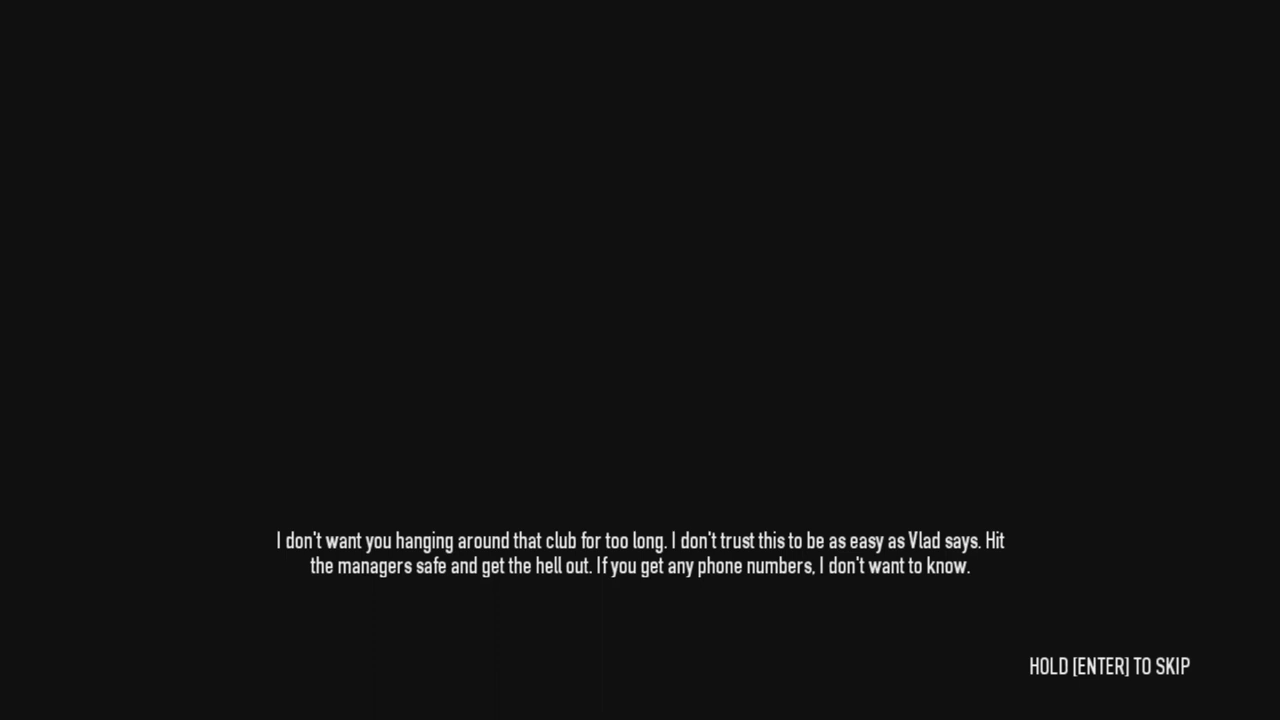 I don't want you hanging around that club for too long. I don't trust this to be as easy as Vlad says. Hit
the managers safe and get the hell out. If you get any phone numbers, I don't want to know.
HOLD [ENTER] TO SKIP